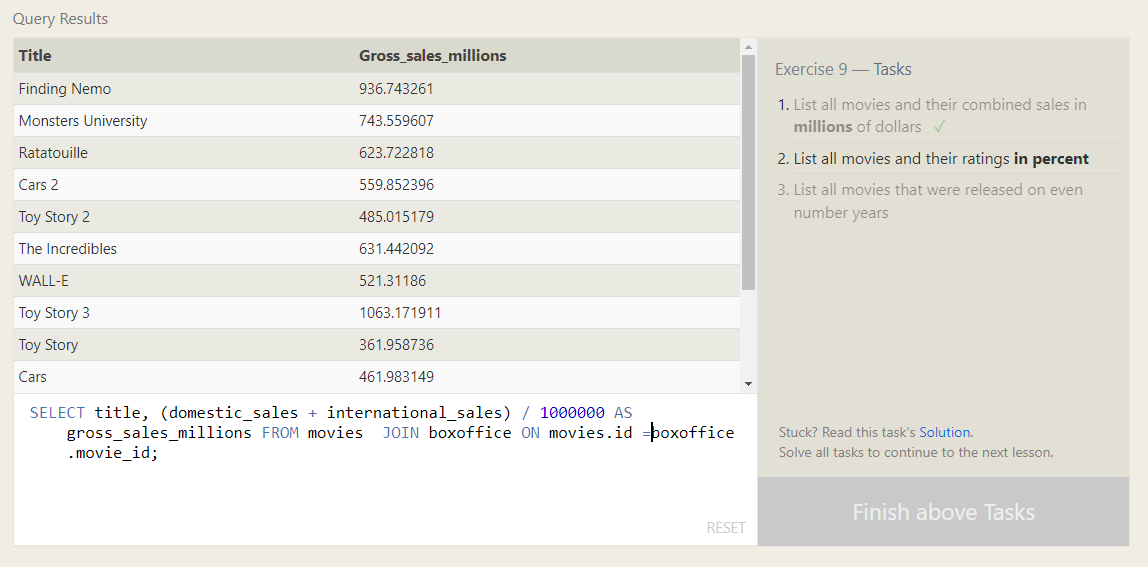 Query Results
Title Gross_sales_millions
Finding Nemo 936.743261
Monsters University 743.559607
Ratatouille 623.722818
Cars 2 559.852396
Toy Story 2 485.015179
The Incredibles 631.442092
WALL-E 521.31186
Toy Story 3 1063.171911
Toy Story 361.958736
Cars 461.983149
SELECT title, (domestic_sales + international_sales) / 1000000 AS
gross_sales_millions FROM movies  JOIN boxoffice ON movies.id =boxoffice
.movie_id;
RESET
Exercise 9 — Tasks
1. List all movies and their combined sales in
millions of dollars ✓
2. List all movies and their ratings in percent
3. List all movies that were released on even
number years
Stuck? Read this task's Solution.
Solve all tasks to continue to the next lesson.
Finish above Tasks